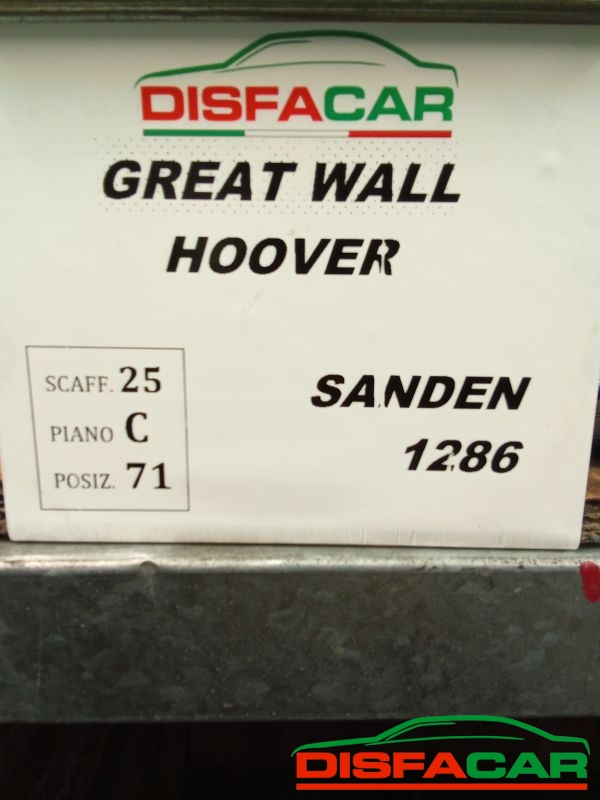 DISFACAR
GREAT WALL
HOOVER
SCAFF. 25
PIANO C
POSIZ. 71
SANDEN
1286
DISFACAR